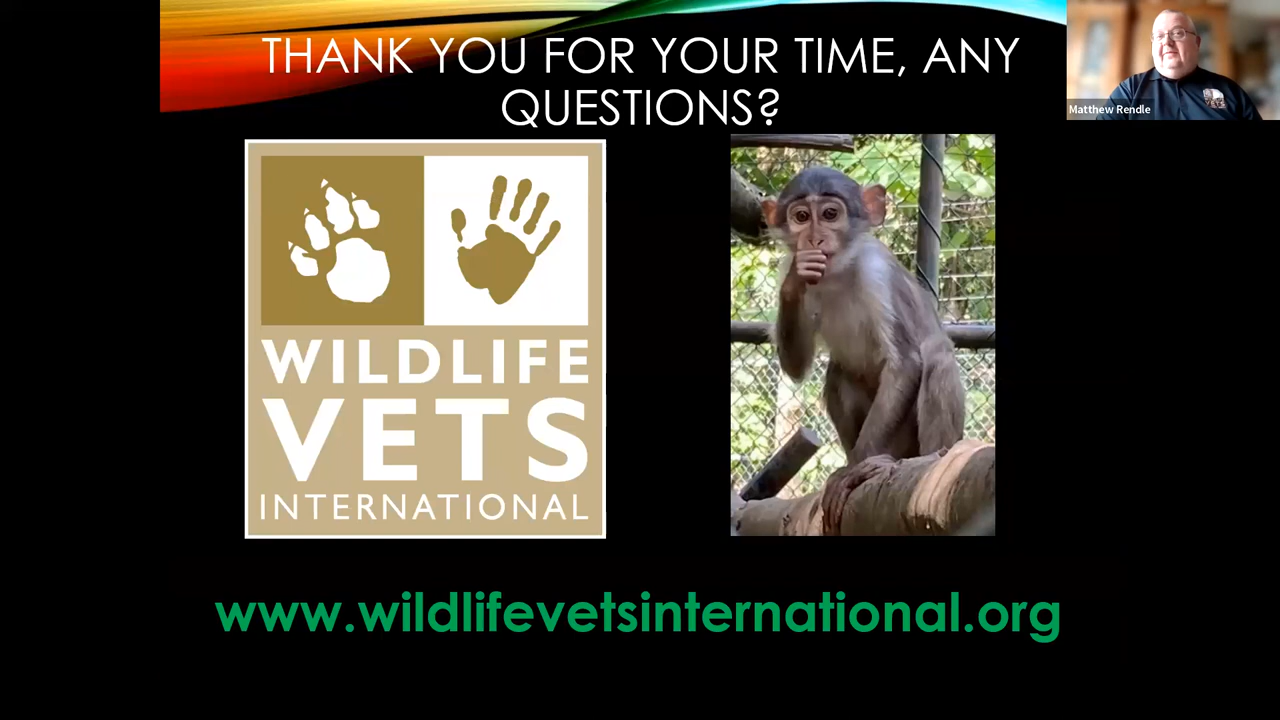 THANK YOU FOR YOUR TIME, ANY
QUESTIONS?
Matthew Rendle
WILDLIFE
VETS
INTERNATIONAL
www.wildlifevetsinternational.org